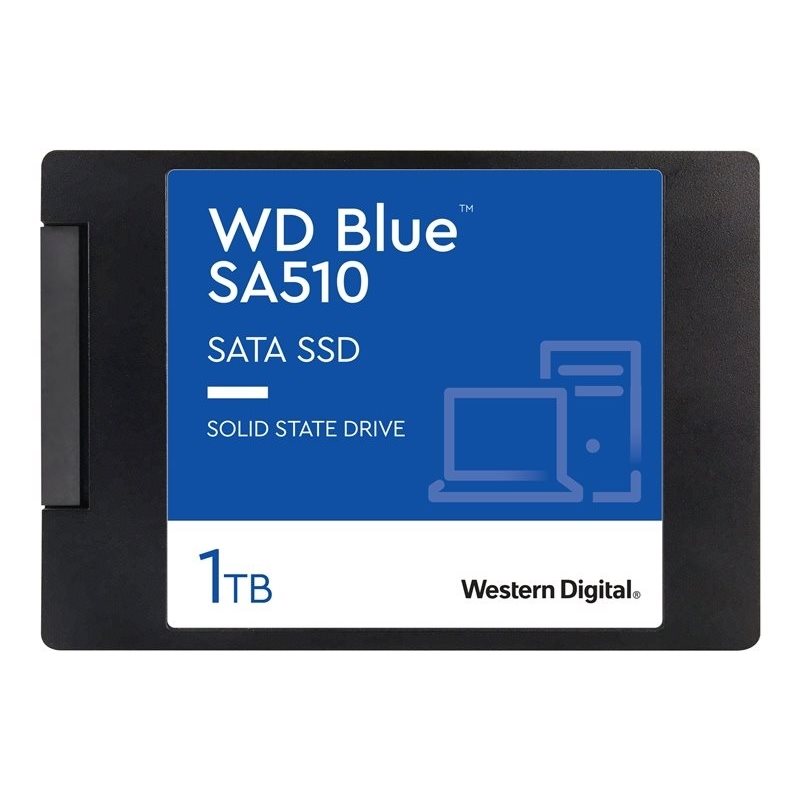 WD Blue™
SA510
SATA SSD
SOLID STATE DRIVE
1TB
Western Digital®